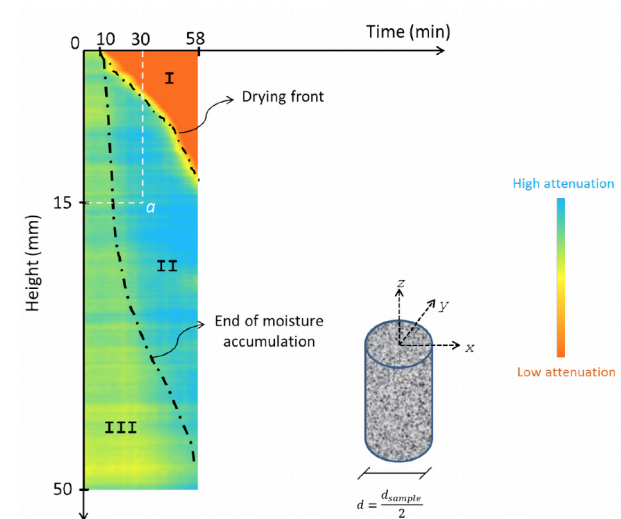 Time (min)
0 10 30 58
I
Drying front
15
a
High attenuation
Height (mm)
II
z
y
x
End of moisture
accumulation
Low attenuation
III
50
d = d_sample / 2